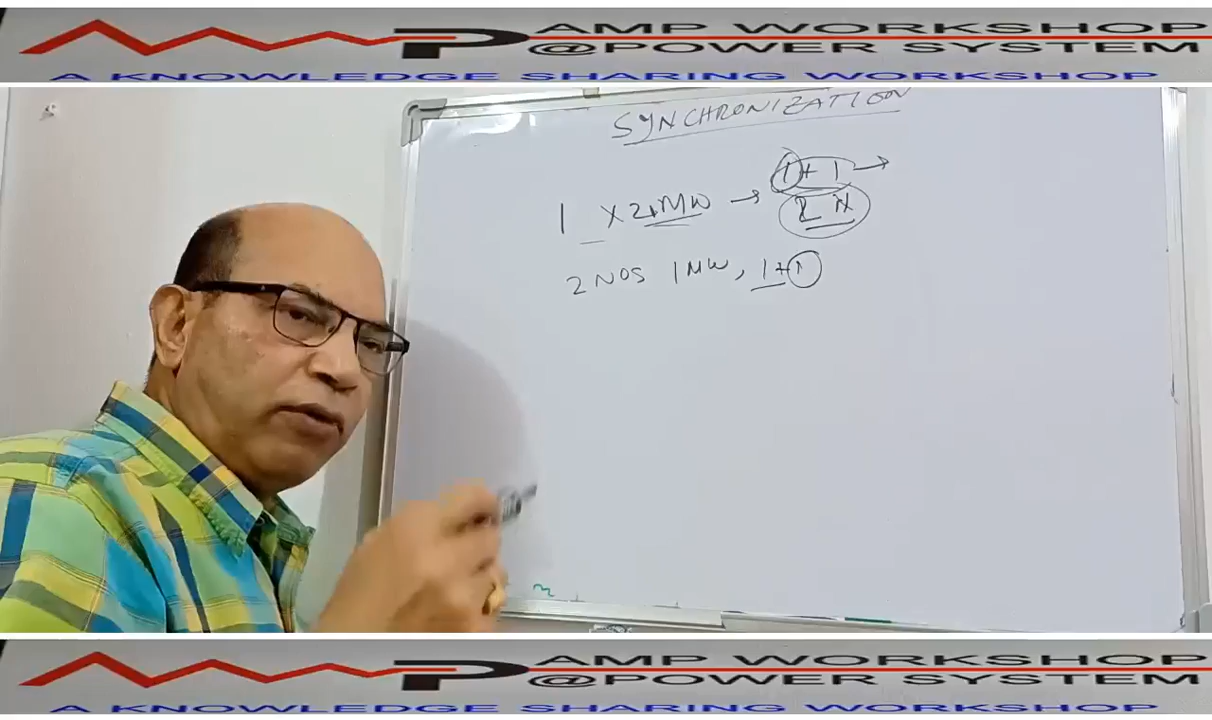 AMP WORKSHOP
@POWER SYSTEM
A KNOWLEDGE SHARING WORKSHOP
SYNCHRONIZATION
1 + 1 →
1 X 2 MW →
2 NOS 1 MW, 1 + 1
AMP WORKSHOP
@POWER SYSTEM
A KNOWLEDGE SHARING WORKSHOP